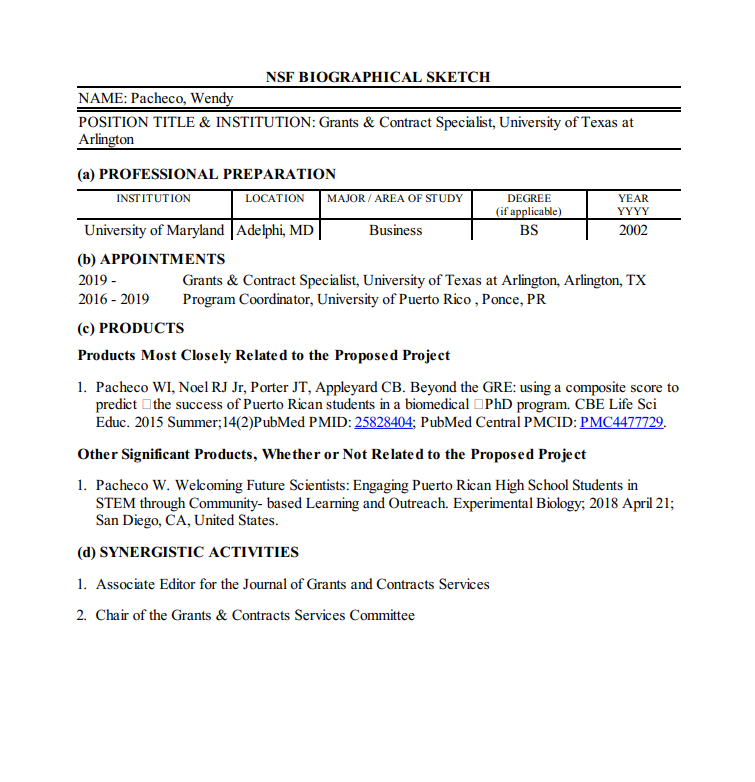 NSF BIOGRAPHICAL SKETCH
NAME: Pacheco, Wendy
POSITION TITLE & INSTITUTION: Grants & Contract Specialist, University of Texas at
Arlington
(a) PROFESSIONAL PREPARATION
INSTITUTION LOCATION MAJOR / AREA OF STUDY DEGREE (if applicable) YEAR YYYY
University of Maryland Adelphi, MD Business BS 2002
(b) APPOINTMENTS
2019 - Grants & Contract Specialist, University of Texas at Arlington, Arlington, TX
2016 - 2019 Program Coordinator, University of Puerto Rico , Ponce, PR
(c) PRODUCTS
Products Most Closely Related to the Proposed Project
1. Pacheco WI, Noel RJ Jr, Porter JT, Appleyard CB. Beyond the GRE: using a composite score to
predict □the success of Puerto Rican students in a biomedical □PhD program. CBE Life Sci
Educ. 2015 Summer;14(2)PubMed PMID: 25828404; PubMed Central PMCID: PMC4477729.
Other Significant Products, Whether or Not Related to the Proposed Project
1. Pacheco W. Welcoming Future Scientists: Engaging Puerto Rican High School Students in
STEM through Community- based Learning and Outreach. Experimental Biology; 2018 April 21;
San Diego, CA, United States.
(d) SYNERGISTIC ACTIVITIES
1. Associate Editor for the Journal of Grants and Contracts Services
2. Chair of the Grants & Contracts Services Committee